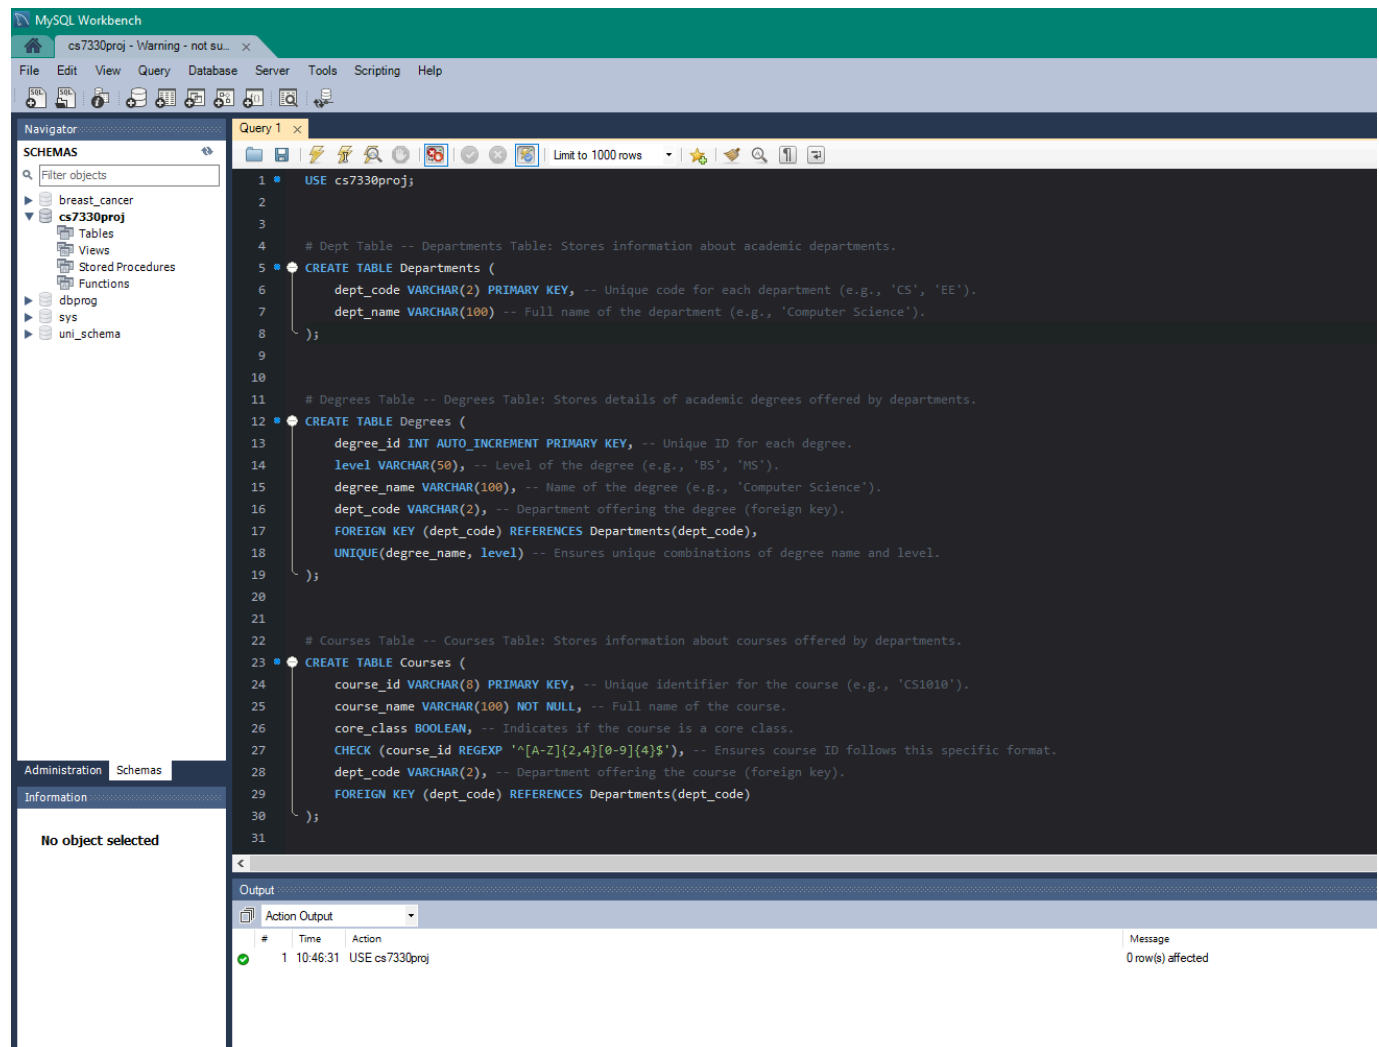 MySQL Workbench
cs7330proj - Warning - not su...
File Edit View Query Database Server Tools Scripting Help
Navigator
SCHEMAS
Filter objects
breast_cancer
cs7330proj
Tables
Views
Stored Procedures
Functions
dbprog
sys
uni_schema
Administration Schemas
Information
No object selected
Query 1
Limit to 1000 rows
1 USE cs7330proj;
2
3
4 # Dept Table -- Departments Table: Stores information about academic departments.
5 CREATE TABLE Departments (
6 dept_code VARCHAR(2) PRIMARY KEY, -- Unique code for each department (e.g., 'CS', 'EE').
7 dept_name VARCHAR(100) -- Full name of the department (e.g., 'Computer Science').
8 );
9
10
11 # Degrees Table -- Degrees Table: Stores details of academic degrees offered by departments.
12 CREATE TABLE Degrees (
13 degree_id INT AUTO_INCREMENT PRIMARY KEY, -- Unique ID for each degree.
14 level VARCHAR(50), -- Level of the degree (e.g., 'BS', 'MS').
15 degree_name VARCHAR(100), -- Name of the degree (e.g., 'Computer Science').
16 dept_code VARCHAR(2), -- Department offering the degree (foreign key).
17 FOREIGN KEY (dept_code) REFERENCES Departments(dept_code),
18 UNIQUE(degree_name, level) -- Ensures unique combinations of degree name and level.
19 );
20
21
22 # Courses Table -- Courses Table: Stores information about courses offered by departments.
23 CREATE TABLE Courses (
24 course_id VARCHAR(8) PRIMARY KEY, -- Unique identifier for the course (e.g., 'CS1010').
25 course_name VARCHAR(100) NOT NULL, -- Full name of the course.
26 core_class BOOLEAN, -- Indicates if the course is a core class.
27 CHECK (course_id REGEXP '^[A-Z]{2,4}[0-9]{4}$'), -- Ensures course ID follows this specific format.
28 dept_code VARCHAR(2), -- Department offering the course (foreign key).
29 FOREIGN KEY (dept_code) REFERENCES Departments(dept_code)
30 );
31
Output
Action Output
# Time Action Message
1 10:46:31 USE cs7330proj 0 row(s) affected